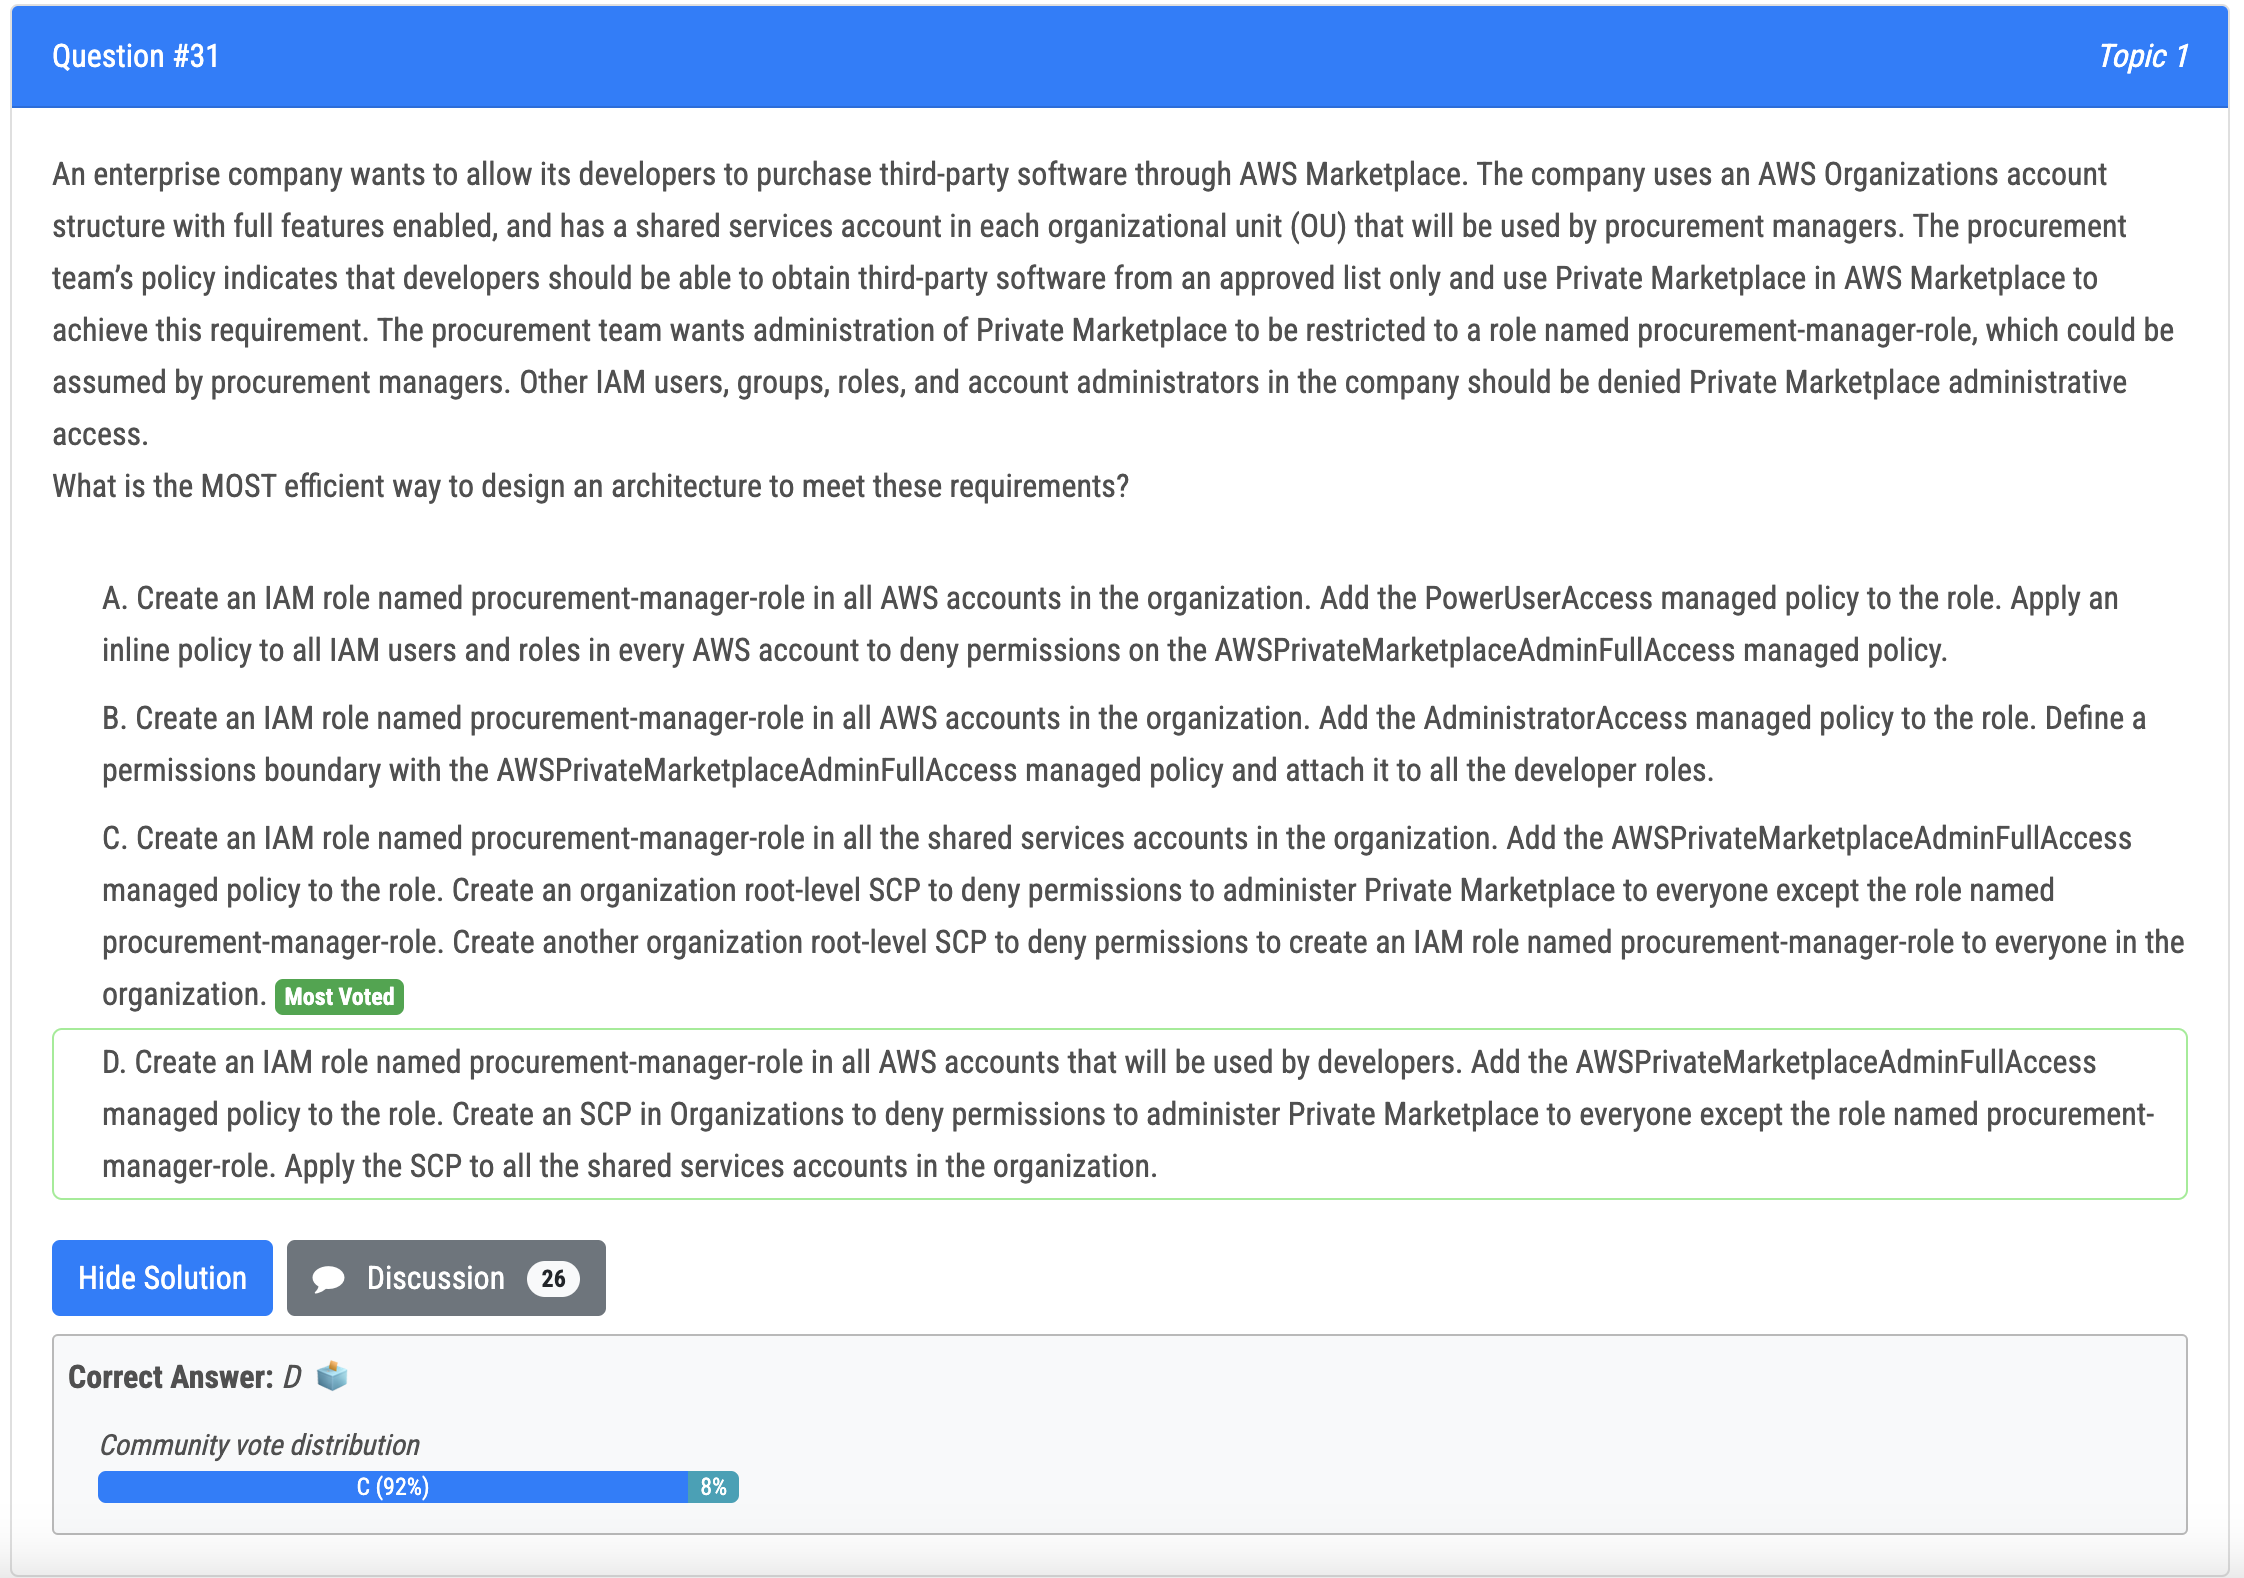 Question #31
Topic 1
An enterprise company wants to allow its developers to purchase third-party software through AWS Marketplace. The company uses an AWS Organizations account
structure with full features enabled, and has a shared services account in each organizational unit (OU) that will be used by procurement managers. The procurement
team's policy indicates that developers should be able to obtain third-party software from an approved list only and use Private Marketplace in AWS Marketplace to
achieve this requirement. The procurement team wants administration of Private Marketplace to be restricted to a role named procurement-manager-role, which could be
assumed by procurement managers. Other IAM users, groups, roles, and account administrators in the company should be denied Private Marketplace administrative
access.
What is the MOST efficient way to design an architecture to meet these requirements?
A. Create an IAM role named procurement-manager-role in all AWS accounts in the organization. Add the PowerUserAccess managed policy to the role. Apply an
inline policy to all IAM users and roles in every AWS account to deny permissions on the AWSPrivateMarketplaceAdminFullAccess managed policy.
B. Create an IAM role named procurement-manager-role in all AWS accounts in the organization. Add the AdministratorAccess managed policy to the role. Define a
permissions boundary with the AWSPrivateMarketplaceAdminFullAccess managed policy and attach it to all the developer roles.
C. Create an IAM role named procurement-manager-role in all the shared services accounts in the organization. Add the AWSPrivateMarketplaceAdminFullAccess
managed policy to the role. Create an organization root-level SCP to deny permissions to administer Private Marketplace to everyone except the role named
procurement-manager-role. Create another organization root-level SCP to deny permissions to create an IAM role named procurement-manager-role to everyone in the
organization. Most Voted
D. Create an IAM role named procurement-manager-role in all AWS accounts that will be used by developers. Add the AWSPrivateMarketplaceAdminFullAccess
managed policy to the role. Create an SCP in Organizations to deny permissions to administer Private Marketplace to everyone except the role named procurement-
manager-role. Apply the SCP to all the shared services accounts in the organization.
Hide Solution
Discussion 26
Correct Answer: D
Community vote distribution
C (92%)
8%